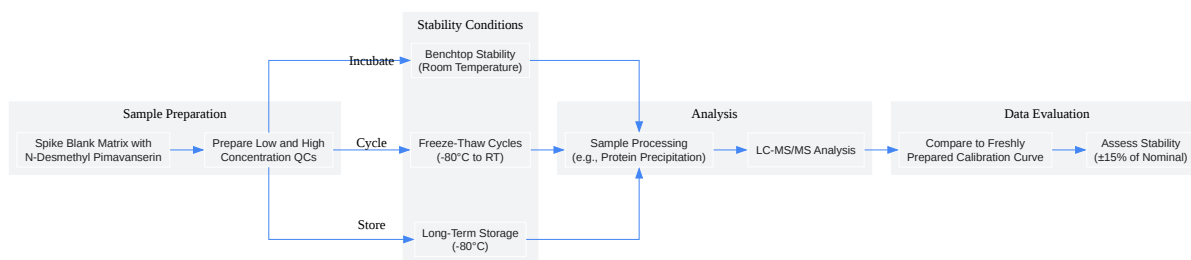 Stability Conditions
Incubate
Benchtop Stability
(Room Temperature)
Sample Preparation
Spike Blank Matrix with
N-Desmethyl Pimavanserin
Prepare Low and High
Concentration QCs
Cycle
Freeze-Thaw Cycles
(-80°C to RT)
Store
Long-Term Storage
(-80°C)
Analysis
Sample Processing
(e.g., Protein Precipitation)
LC-MS/MS Analysis
Data Evaluation
Compare to Freshly
Prepared Calibration Curve
Assess Stability
(±15% of Nominal)